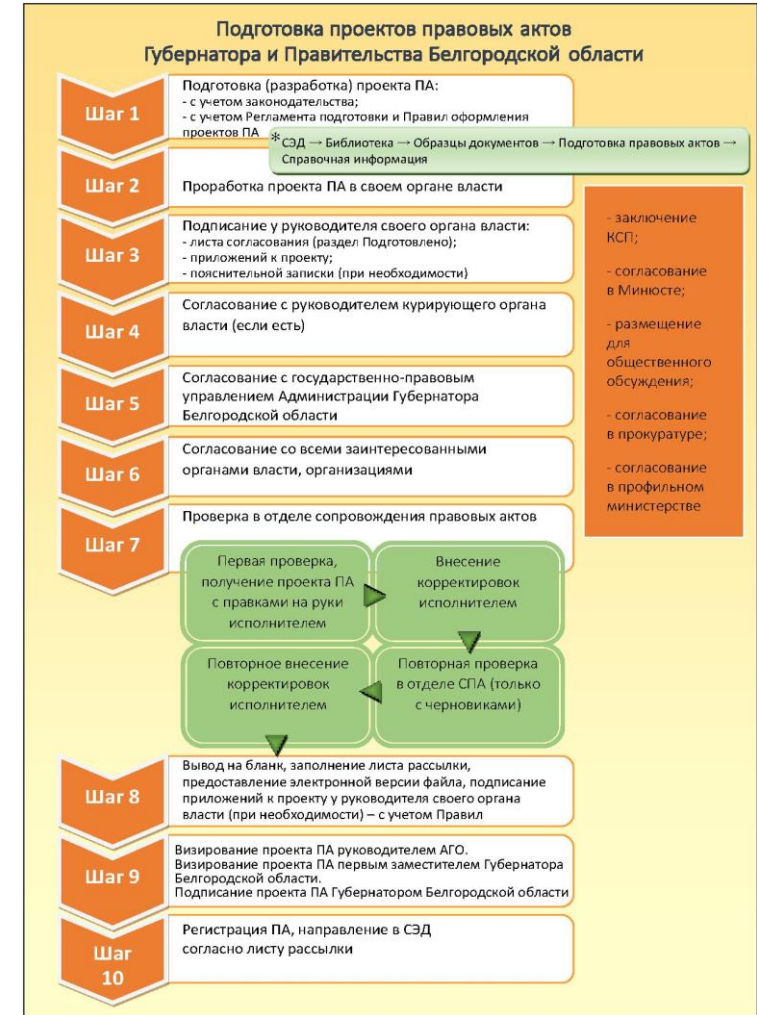 Подготовка проектов правовых актов
Губернатора и Правительства Белгородской области
Шаг 1
Подготовка (разработка) проекта ПА:
- с учетом законодательства;
- с учетом Регламента подготовки и Правил оформления
проектов ПА
* СЭД → Библиотека → Образцы документов → Подготовка правовых актов →
Справочная информация
Шаг 2
Проработка проекта ПА в своем органе власти
Шаг 3
Подписание у руководителя своего органа власти:
- листа согласования (раздел Подготовлено);
- приложений к проекту;
- пояснительной записки (при необходимости)
Шаг 4
Согласование с руководителем курирующего органа
власти (если есть)
Шаг 5
Согласование с государственно-правовым
управлением Администрации Губернатора
Белгородской области
Шаг 6
Согласование со всеми заинтересованными
органами власти, организациями
- заключение
КСП;
- согласование
в Минюсте;
- размещение
для
общественного
обсуждения;
- согласование
в прокуратуре;
- согласование
в профильном
министерстве
Шаг 7
Проверка в отделе сопровождения правовых актов
Первая проверка,
получение проекта ПА
с правками на руки
исполнителем
Внесение
корректировок
исполнителем
Повторная проверка
в отделе СПА (только
с черновиками)
Повторное внесение
корректировок
исполнителем
Шаг 8
Вывод на бланк, заполнение листа рассылки,
предоставление электронной версии файла, подписание
приложений к проекту у руководителя своего органа
власти (при необходимости) – с учетом Правил
Шаг 9
Визирование проекта ПА руководителем АГО.
Визирование проекта ПА первым заместителем Губернатора
Белгородской области.
Подписание проекта ПА Губернатором Белгородской области
Шаг
10
Регистрация ПА, направление в СЭД
согласно листу рассылки